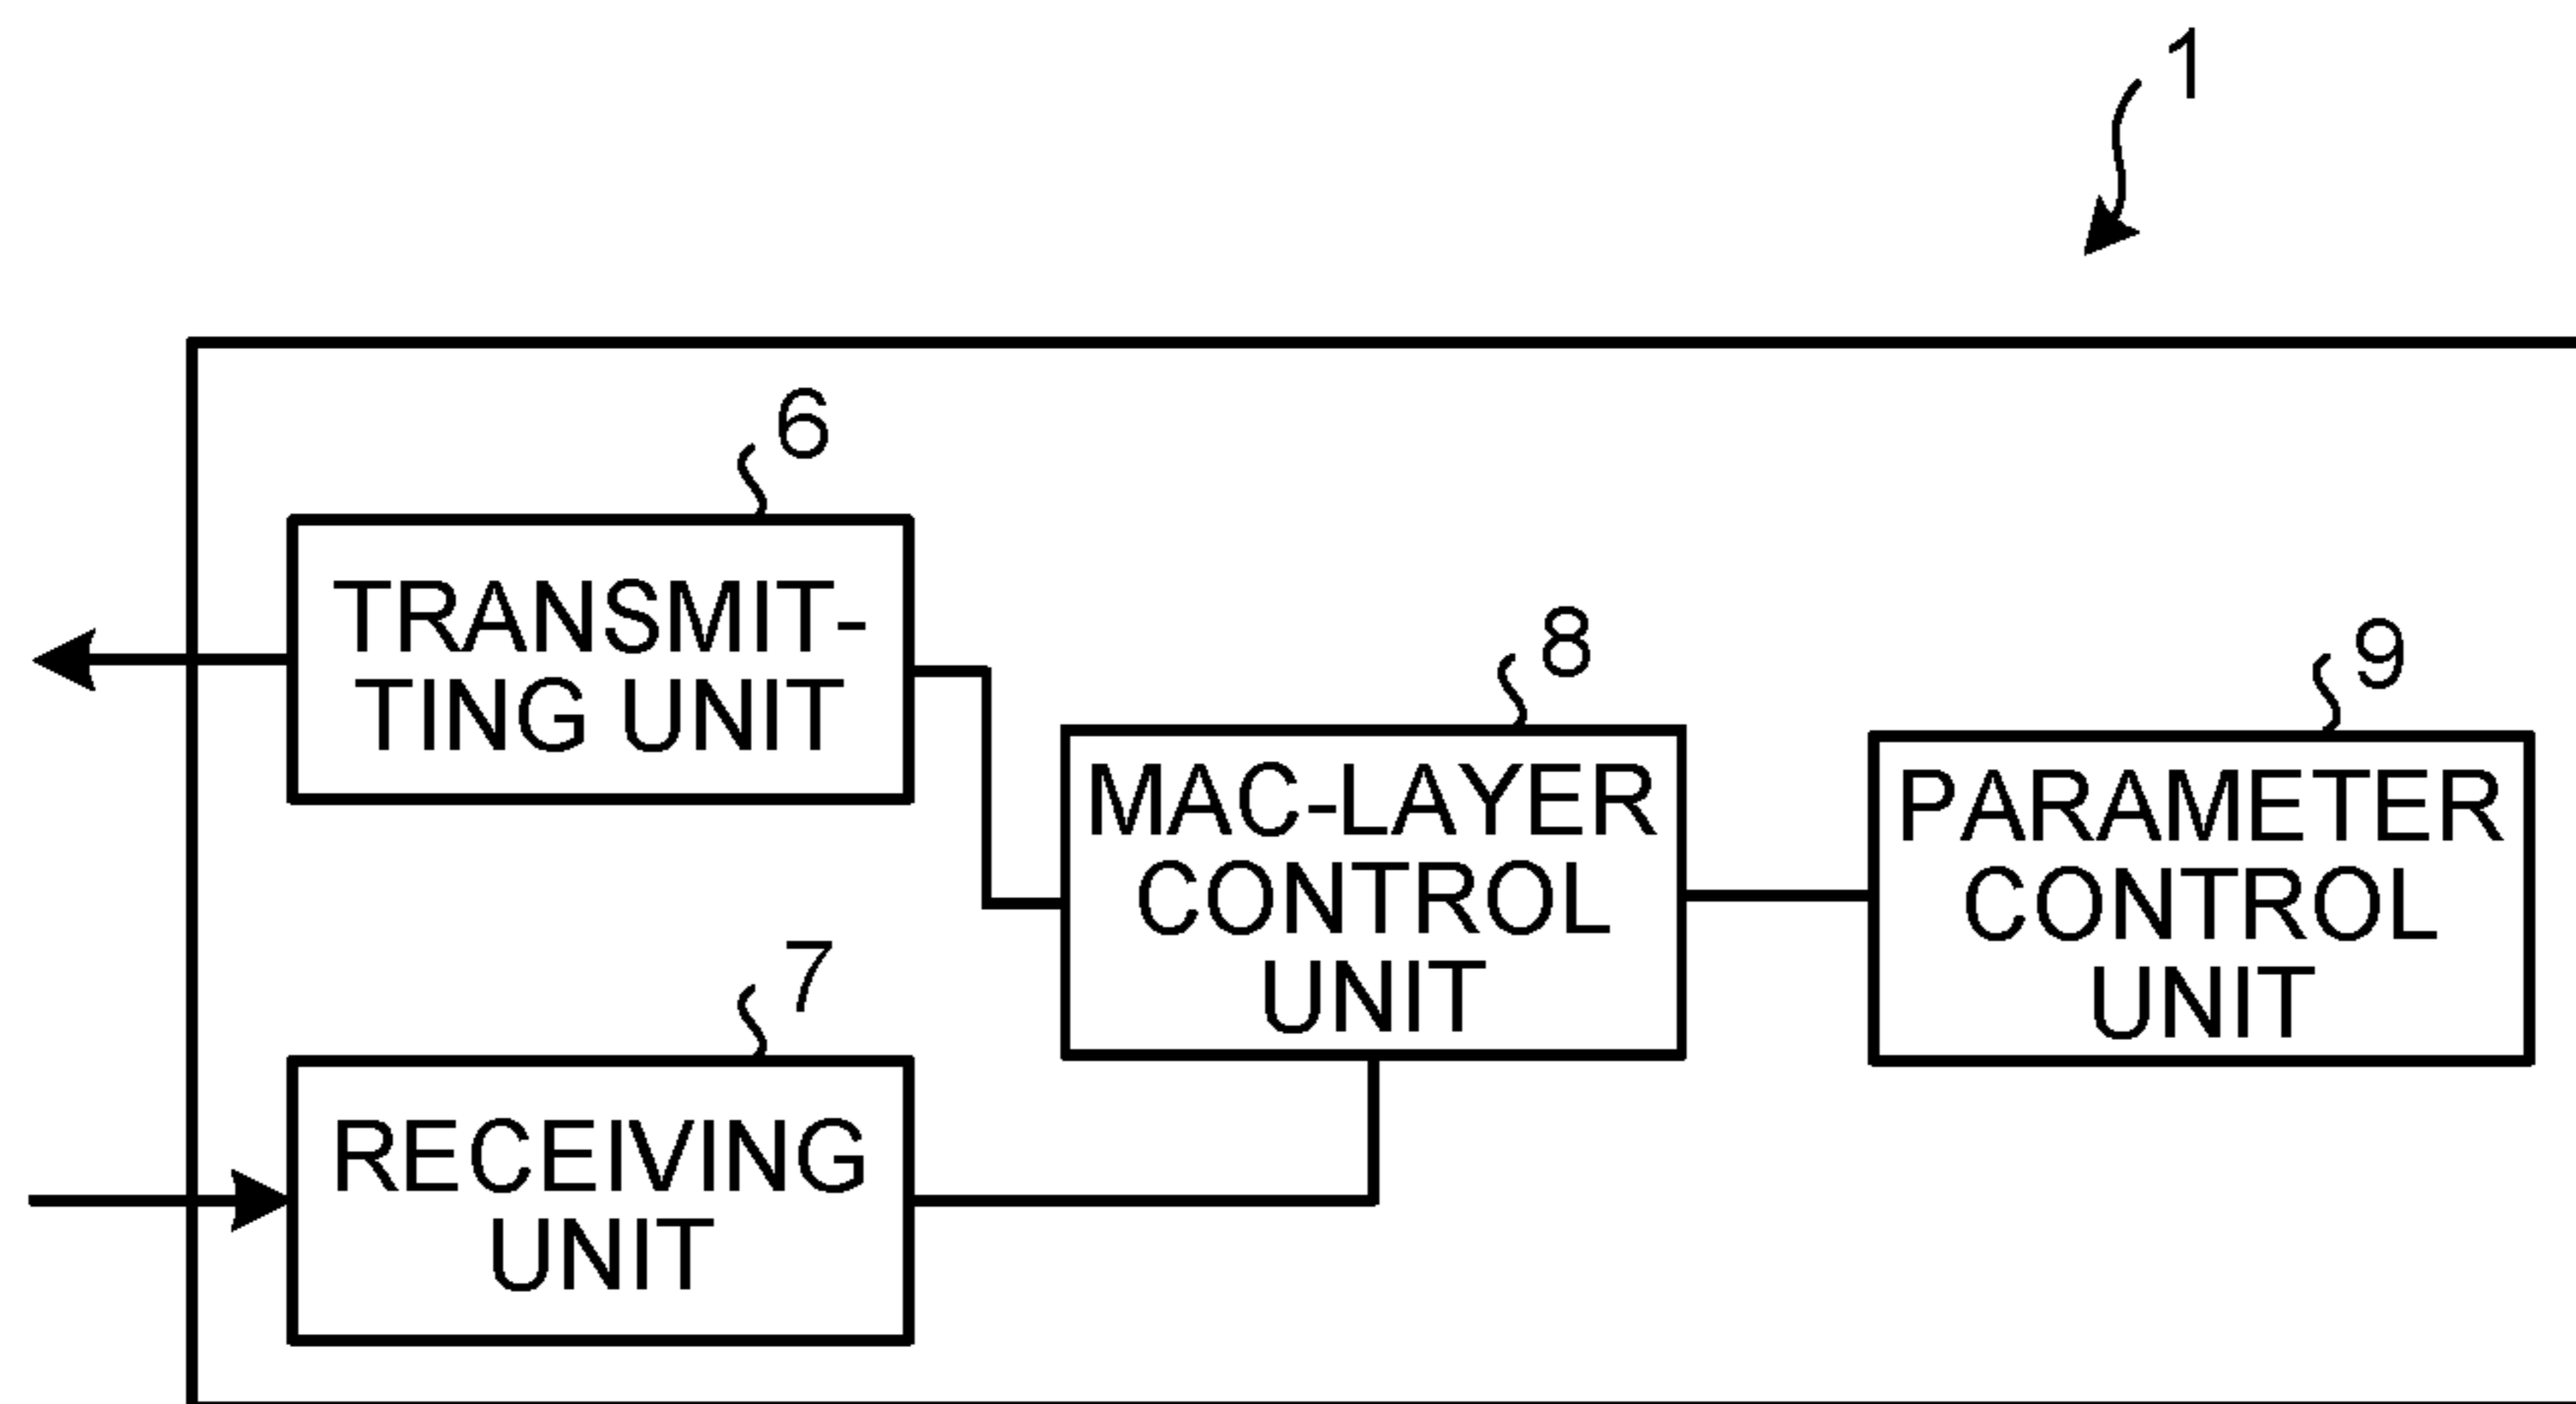 1
6
TRANSMIT-
TING UNIT
8
MAC-LAYER
CONTROL
UNIT
9
PARAMETER
CONTROL
UNIT
7
RECEIVING
UNIT